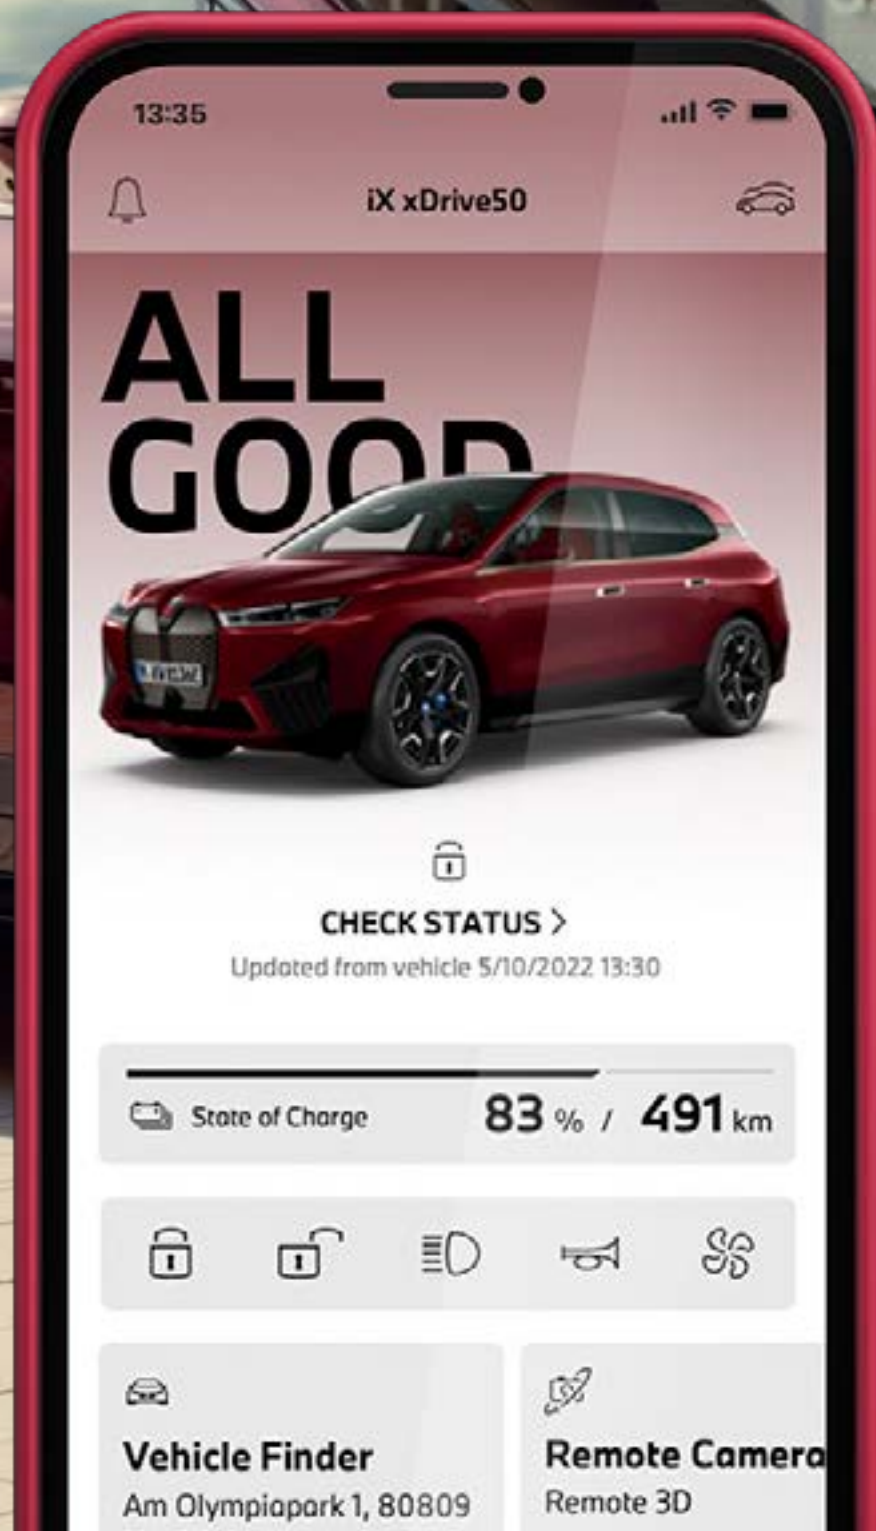 13:35
iX xDrive50
ALL
GOOD
CHECK STATUS >
Updated from vehicle 5/10/2022 13:30
State of Charge 83 % / 491 km
Vehicle Finder
Remote Camera
Am Olympiapark 1, 80809
Remote 3D